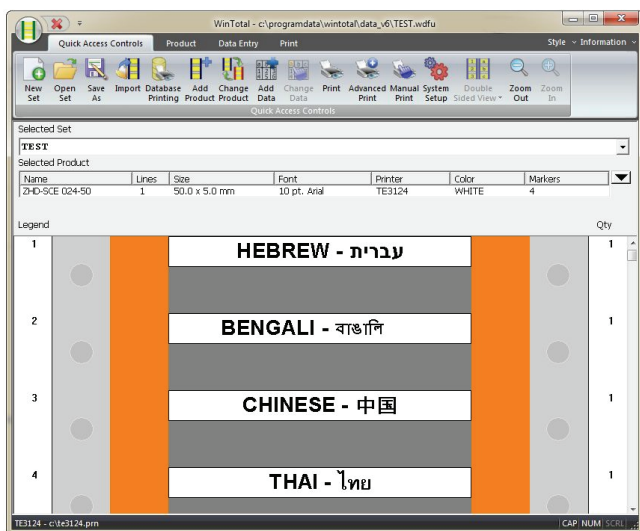 WinTotal - c:\programdata\wintotal\data_v6\TEST.wdfu
Quick Access Controls Product Data Entry Print Style Information
New Set Open Set Save As Import Database Printing Add Product Change Product Add Data Change Data Print Advanced Print Manual Print System Setup Double Sided View Zoom Out Zoom In
Quick Access Controls
Selected Set
TEST
Selected Product
Name Lines Size Font Printer Color Markers
ZHD-SCE 024-50 1 50.0 x 5.0 mm 10 pt. Arial TE3124 WHITE 4
Legend Qty
1 HEBREW - עברית 1
2 BENGALI - বাঙালি 1
3 CHINESE - 中国 1
4 THAI - ไทย 1
TE3124 - c:\te3124.prn CAP NUM SCRL